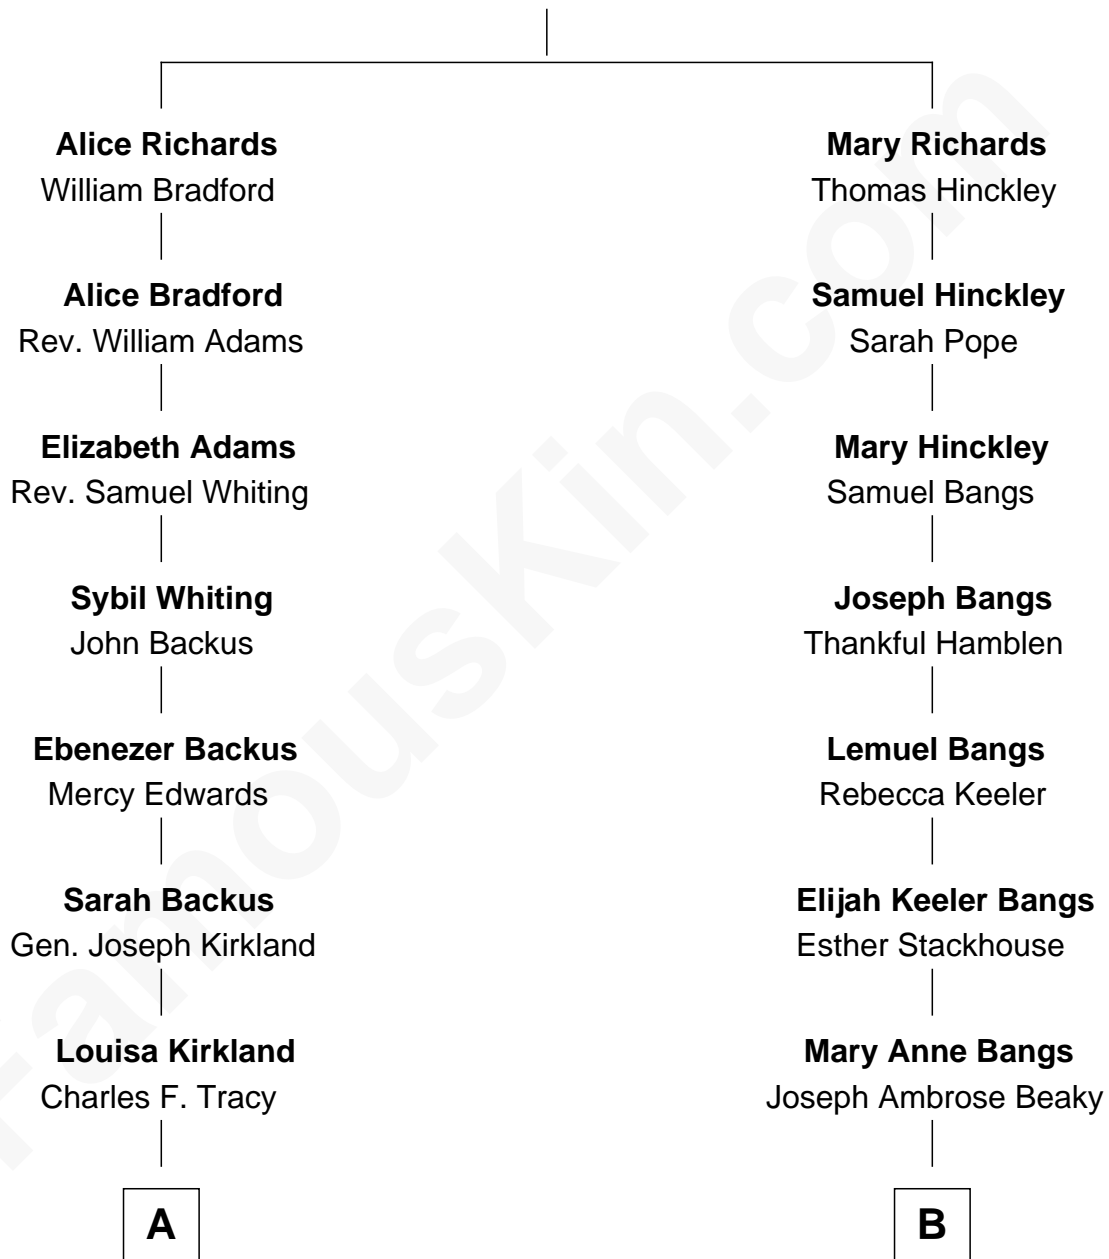 Alice Richards
William Bradford
Alice Bradford
Rev. William Adams
Elizabeth Adams
Rev. Samuel Whiting
Sybil Whiting
John Backus
Ebenezer Backus
Mercy Edwards
Sarah Backus
Gen. Joseph Kirkland
Louisa Kirkland
Charles F. Tracy
A
Mary Richards
Thomas Hinckley
Samuel Hinckley
Sarah Pope
Mary Hinckley
Samuel Bangs
Joseph Bangs
Thankful Hamblen
Lemuel Bangs
Rebecca Keeler
Elijah Keeler Bangs
Esther Stackhouse
Mary Anne Bangs
Joseph Ambrose Beaky
B
FamousKin.com